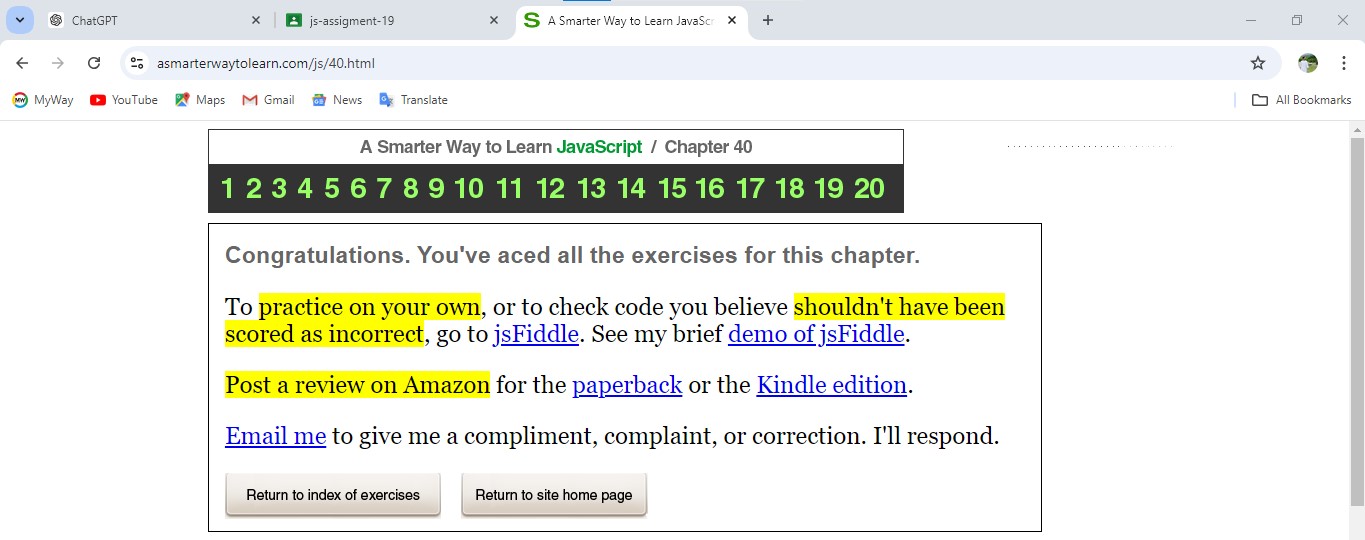 ChatGPT
js-assigment-19
A Smarter Way to Learn JavaScr
asmarterwaytolearn.com/js/40.html
MyWay YouTube Maps Gmail News Translate All Bookmarks
A Smarter Way to Learn JavaScript / Chapter 40
1 2 3 4 5 6 7 8 9 10 11 12 13 14 15 16 17 18 19 20
Congratulations. You've aced all the exercises for this chapter.
To practice on your own, or to check code you believe shouldn't have been
scored as incorrect, go to jsFiddle. See my brief demo of jsFiddle.
Post a review on Amazon for the paperback or the Kindle edition.
Email me to give me a compliment, complaint, or correction. I'll respond.
Return to index of exercises Return to site home page